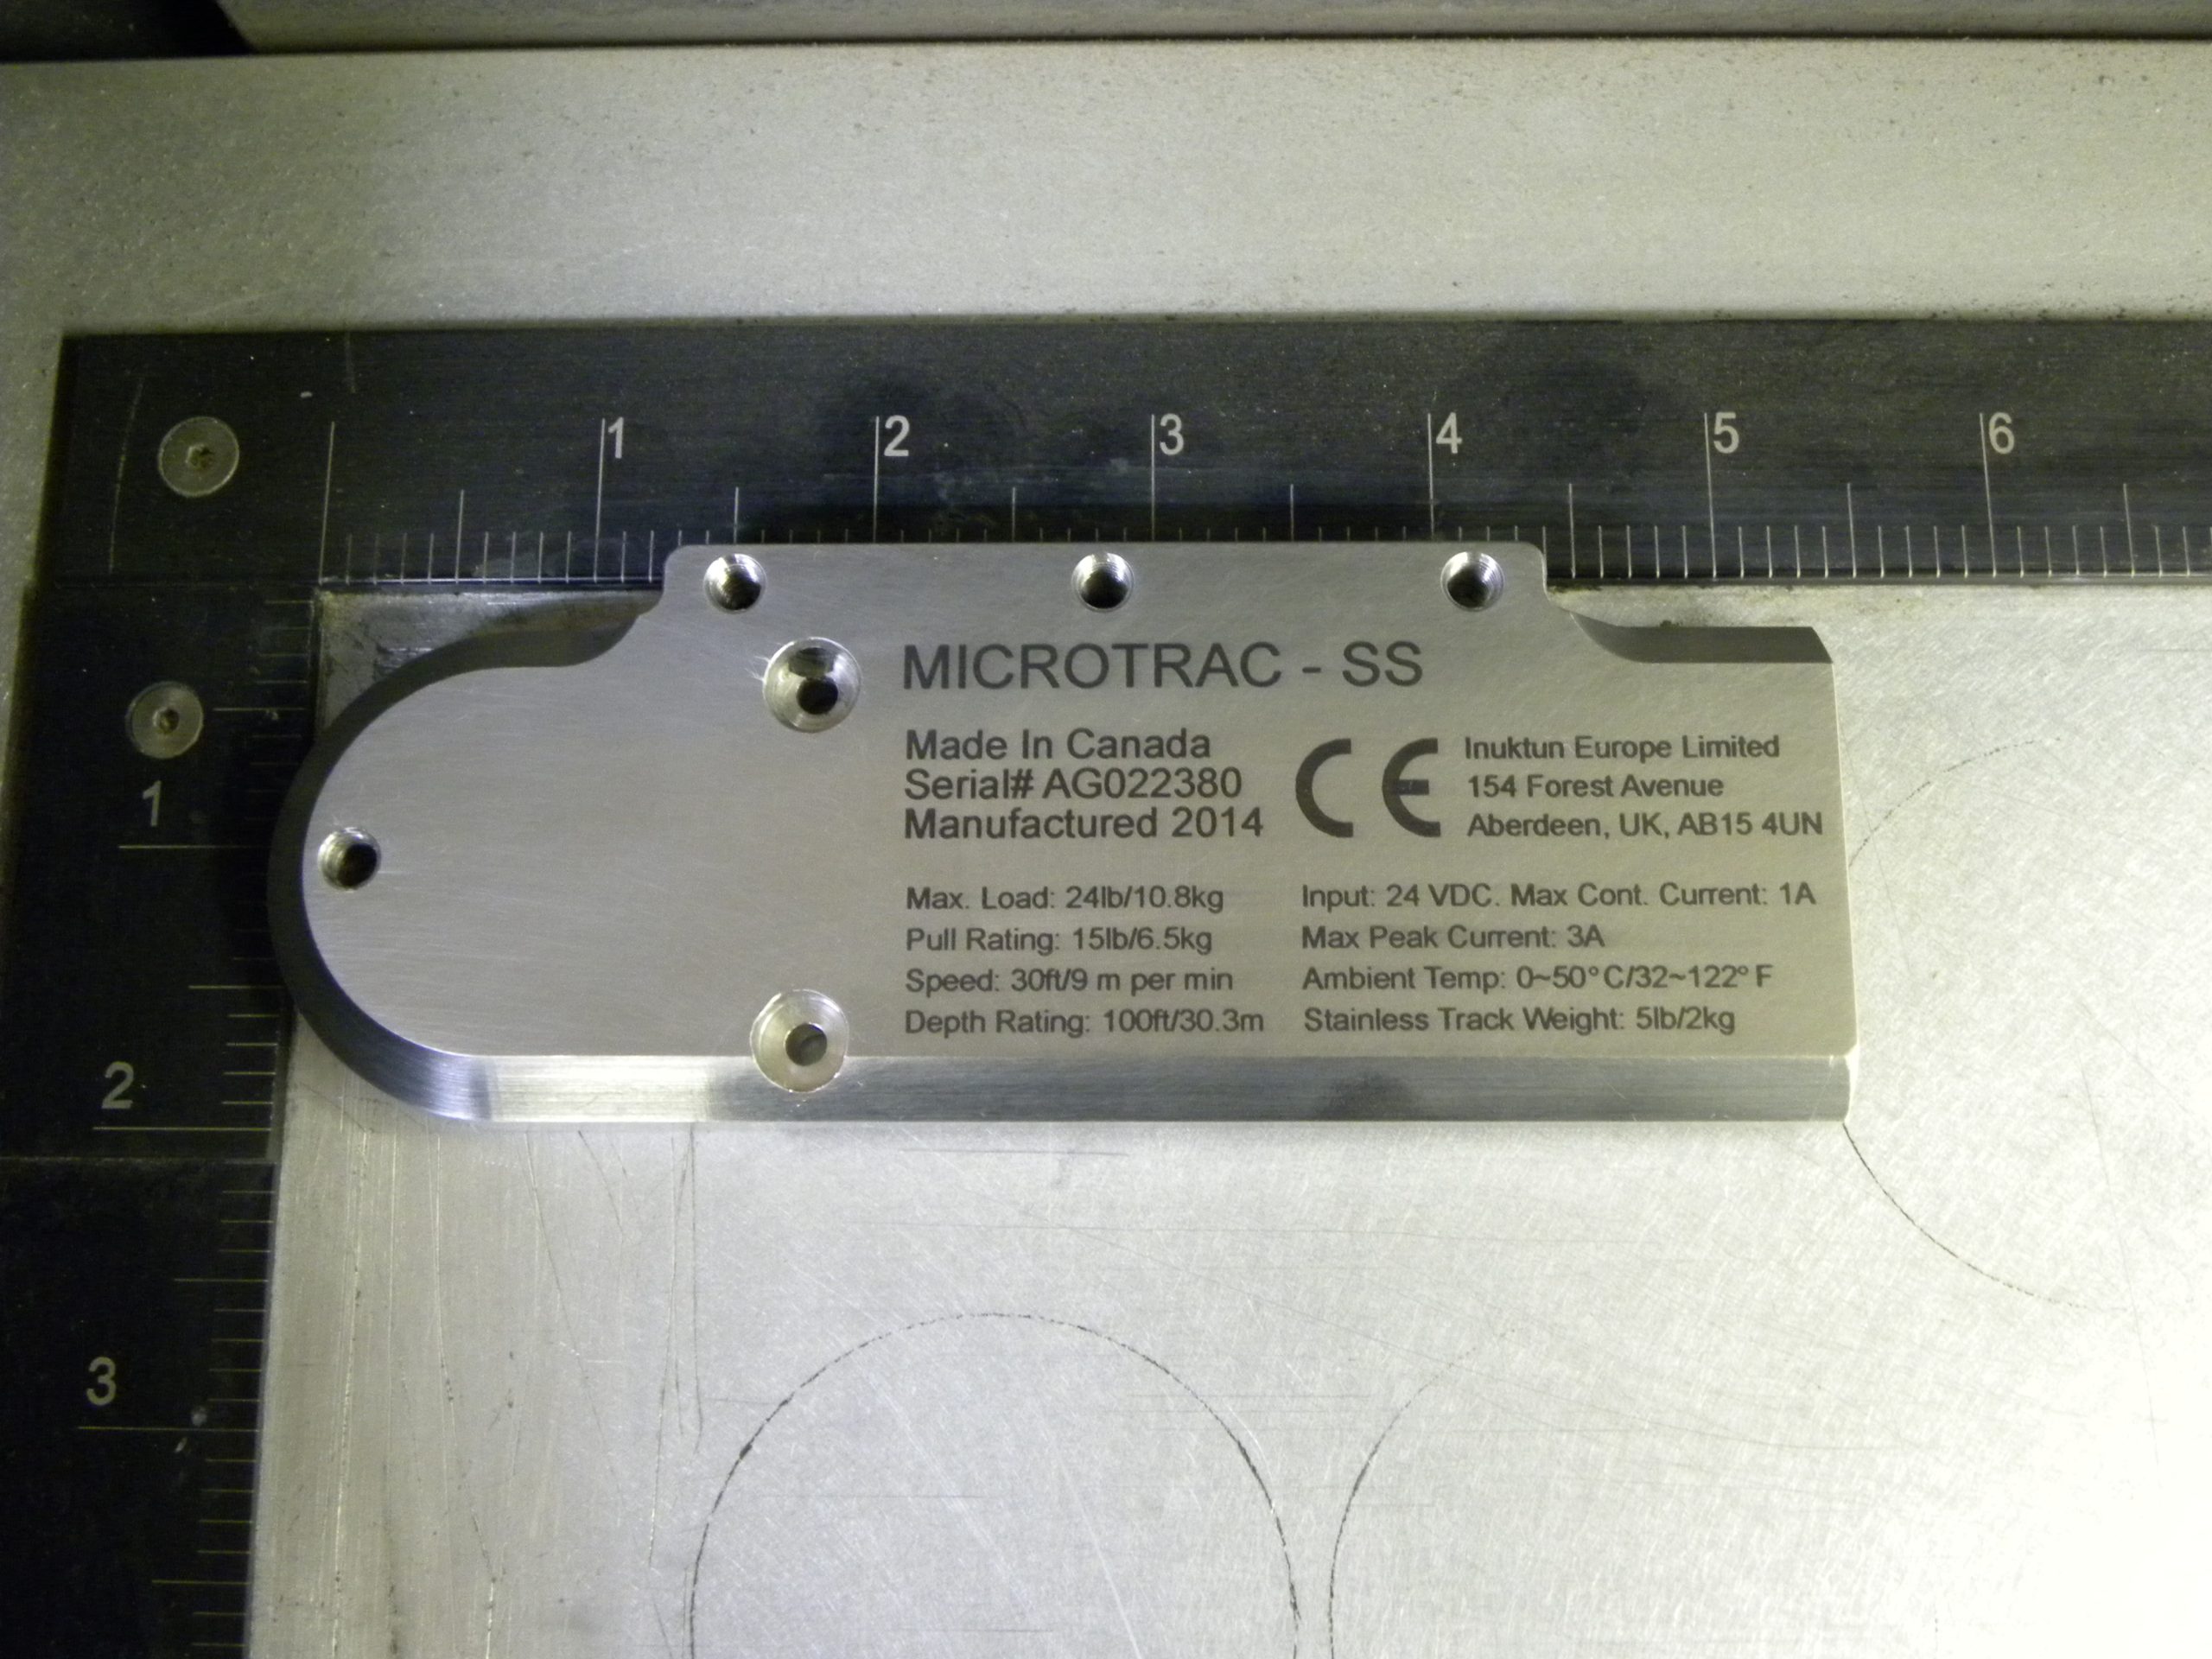 1 2 3 4 5 6
MICROTRAC - SS
Made In Canada
Serial# AG022380
Manufactured 2014
CE
Inuktun Europe Limited
154 Forest Avenue
Aberdeen, UK, AB15 4UN
Max. Load: 24lb/10.8kg
Pull Rating: 15lb/6.5kg
Speed: 30ft/9 m per min
Depth Rating: 100ft/30.3m
Input: 24 VDC. Max Cont. Current: 1A
Max Peak Current: 3A
Ambient Temp: 0~50°C/32~122°F
Stainless Track Weight: 5lb/2kg
1
2
3